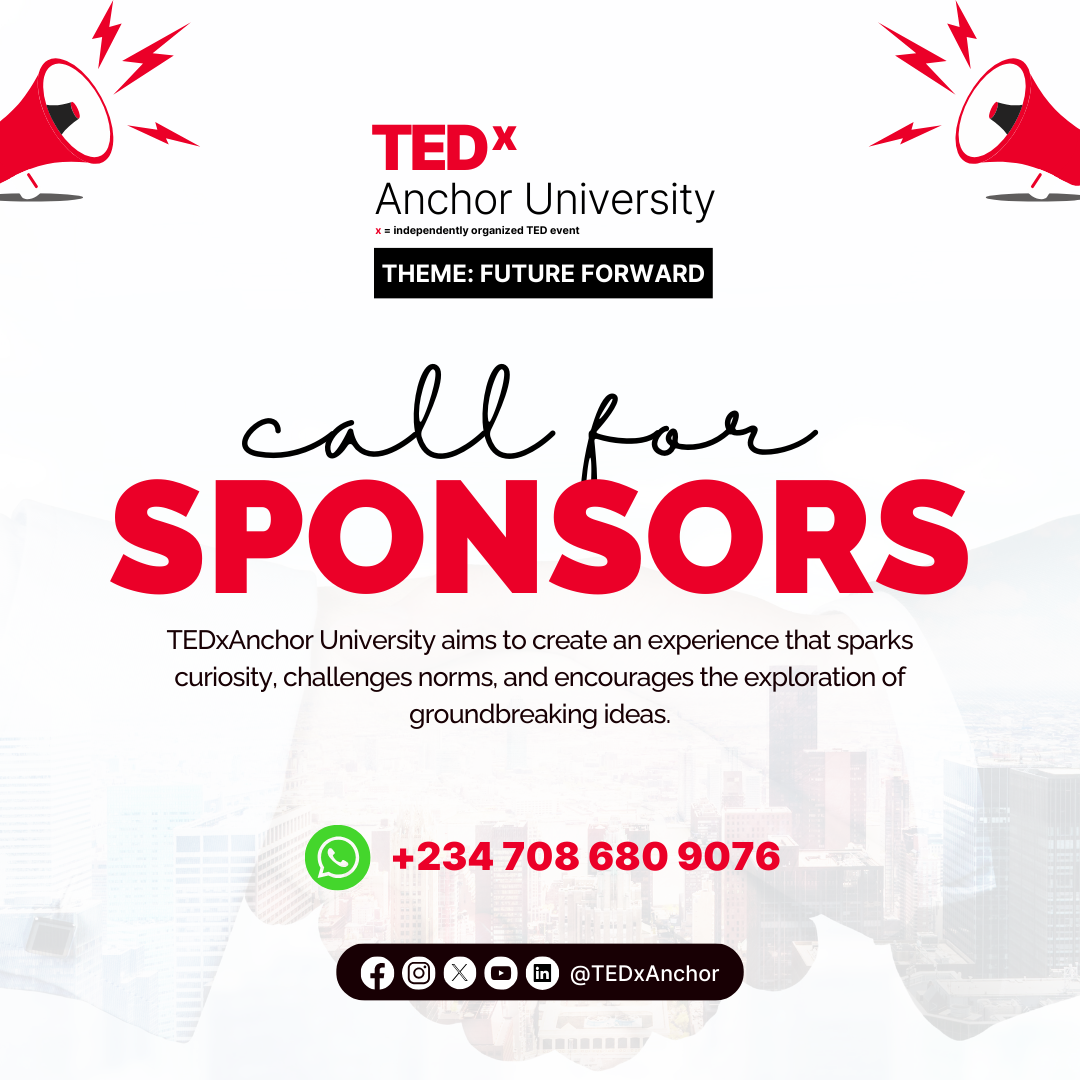 TEDx
Anchor University
x = independently organized TED event
THEME: FUTURE FORWARD
call for
SPONSORS
TEDxAnchor University aims to create an experience that sparks
curiosity, challenges norms, and encourages the exploration of
groundbreaking ideas.
+234 708 680 9076
@TEDxAnchor